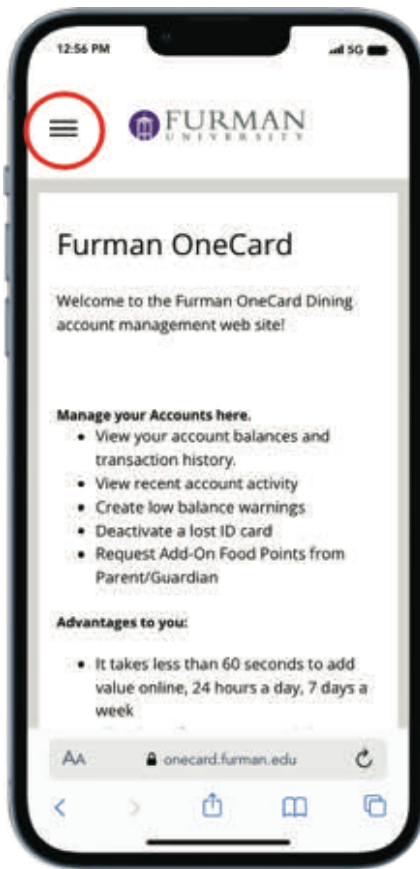 12:56 PM
5G
FURMAN
UNIVERSITY
Furman OneCard
Welcome to the Furman OneCard Dining
account management web site!
Manage your Accounts here.
• View your account balances and
transaction history.
• View recent account activity
• Create low balance warnings
• Deactivate a lost ID card
• Request Add-On Food Points from
Parent/Guardian
Advantages to you:
• It takes less than 60 seconds to add
value online, 24 hours a day, 7 days a
week
AA
onecard.furman.edu